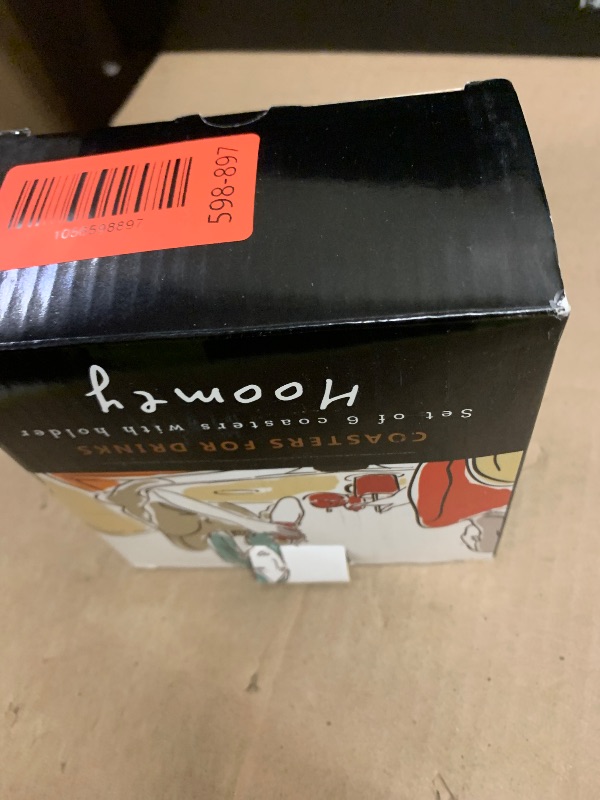 598-897
1056598897
Hoomey
Set of 6 coasters with holder
COASTERS FOR DRINKS